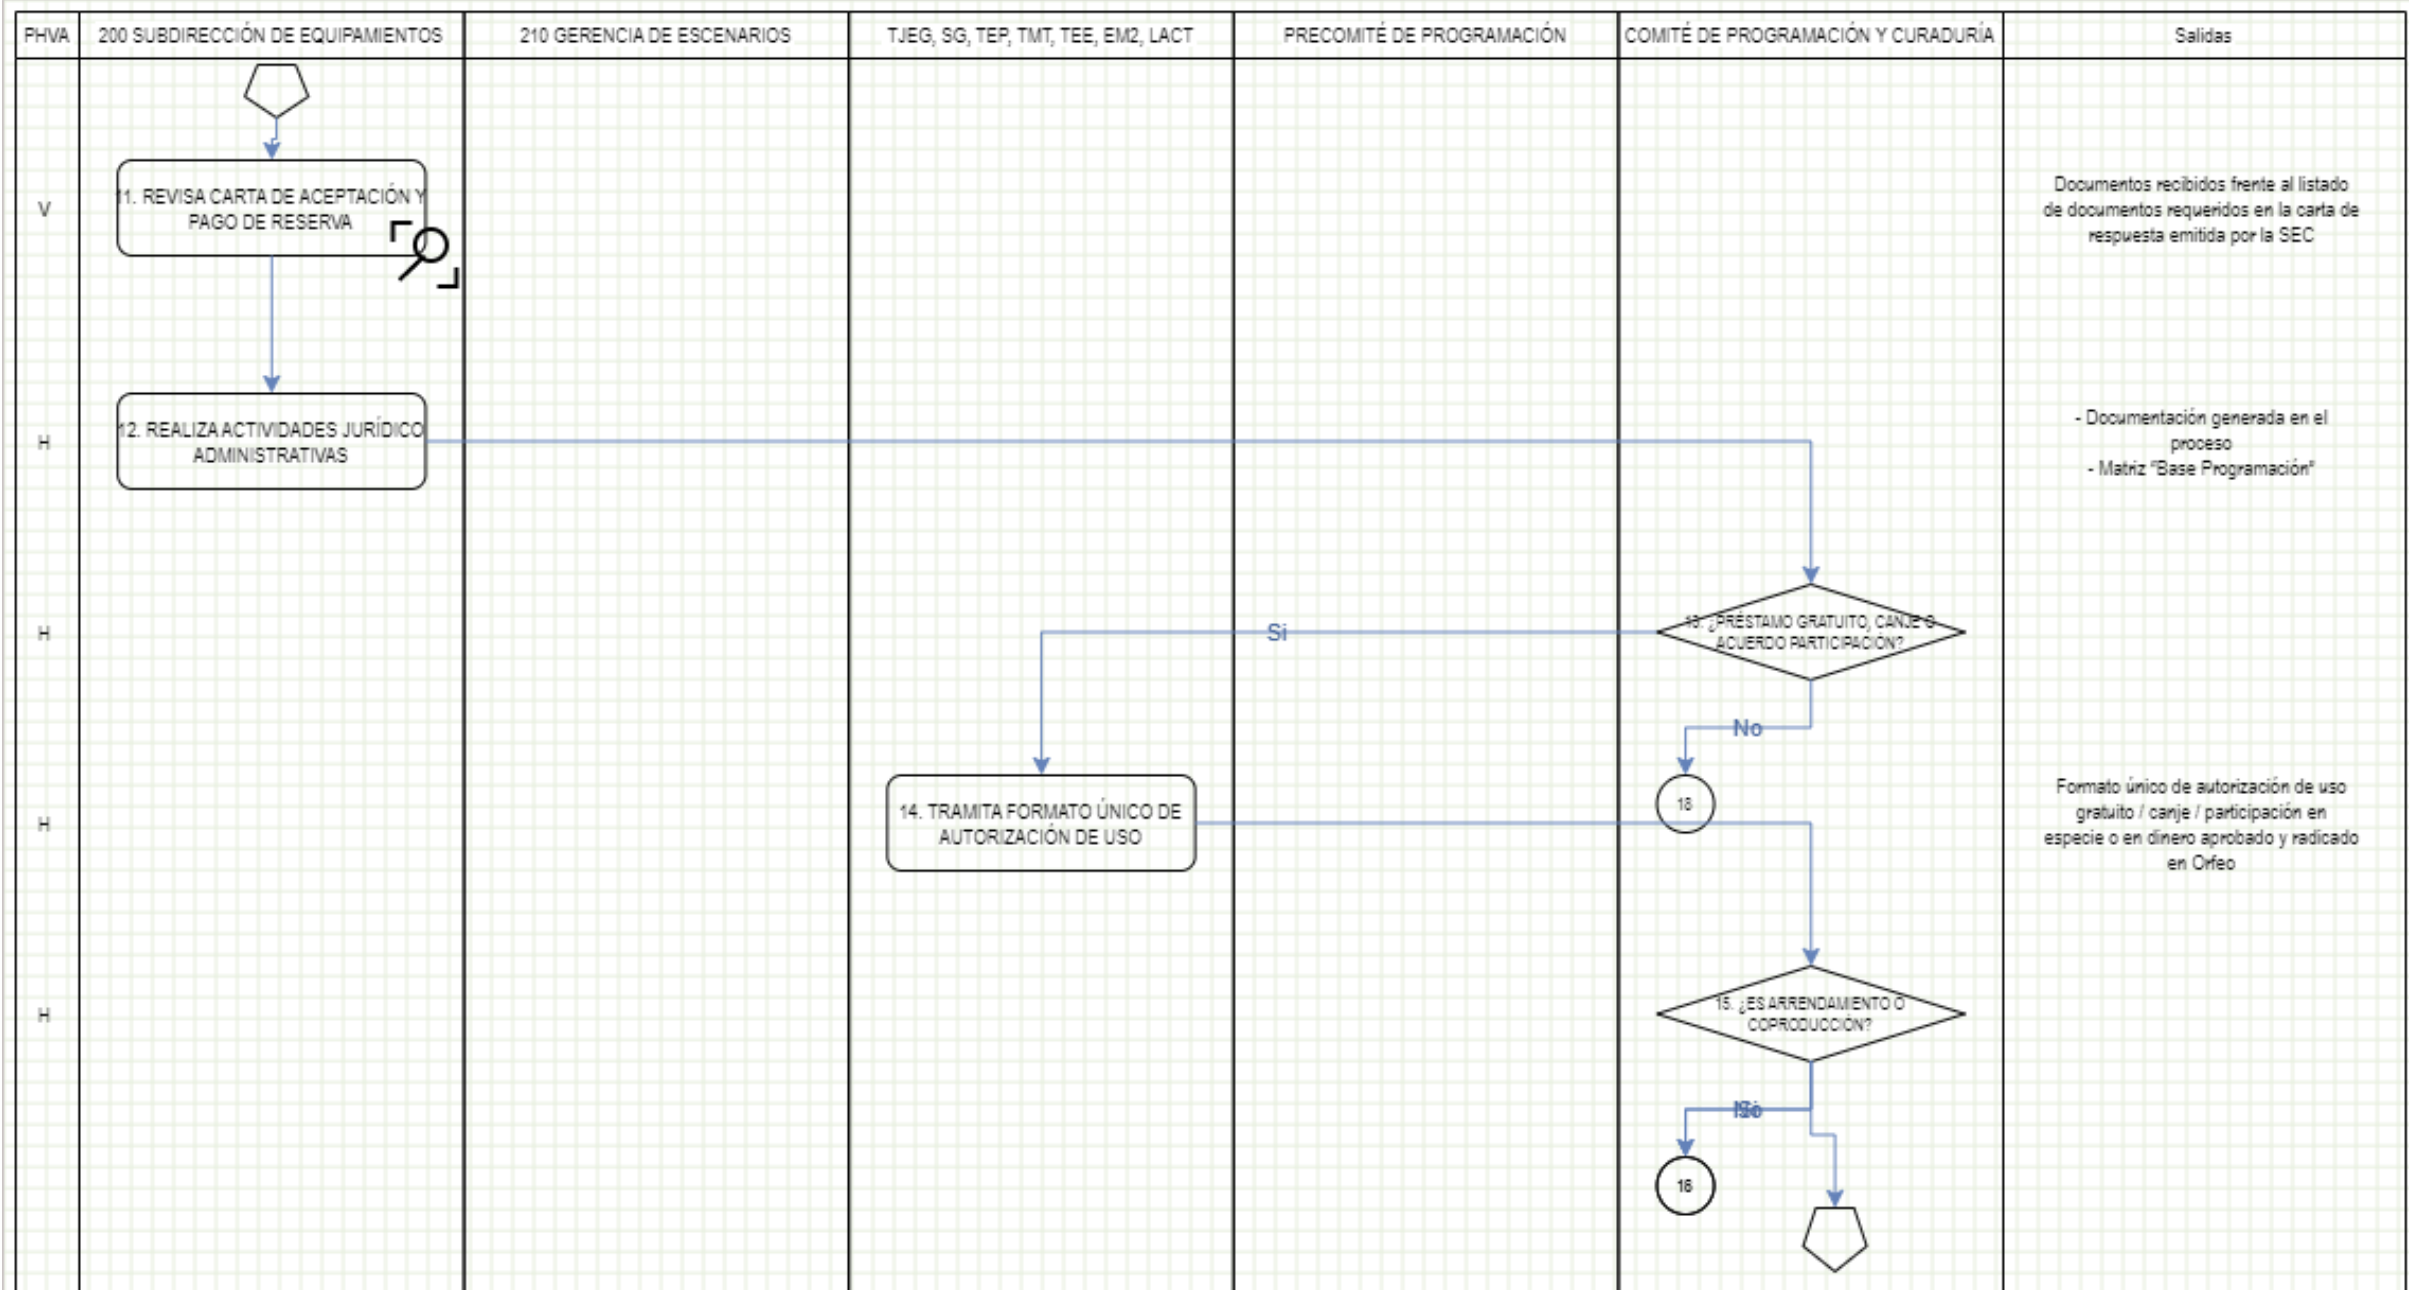 PHVA
200 SUBDIRECCIÓN DE EQUIPAMIENTOS
210 GERENCIA DE ESCENARIOS
TJEG, SG, TEP, TMT, TEE, EM2, LACT
PRECOMITÉ DE PROGRAMACIÓN
COMITÉ DE PROGRAMACIÓN Y CURADURÍA
Salidas
V
11. REVISA CARTA DE ACEPTACIÓN Y
PAGO DE RESERVA
Documentos recibidos frente al listado
de documentos requeridos en la carta de
respuesta emitida por la SEC
H
12. REALIZA ACTIVIDADES JURÍDICO
ADMINISTRATIVAS
- Documentación generada en el
proceso
- Matriz "Base Programación"
H
Si
13. ¿PRÉSTAMO GRATUITO, CANJE O
ACUERDO PARTICIPACIÓN?
No
H
14. TRAMITA FORMATO ÚNICO DE
AUTORIZACIÓN DE USO
Formato único de autorización de uso
gratuito / canje / participación en
especie o en dinero aprobado y radicado
en Orfeo
H
15. ¿ES ARRENDAMIENTO O
COPRODUCCIÓN?